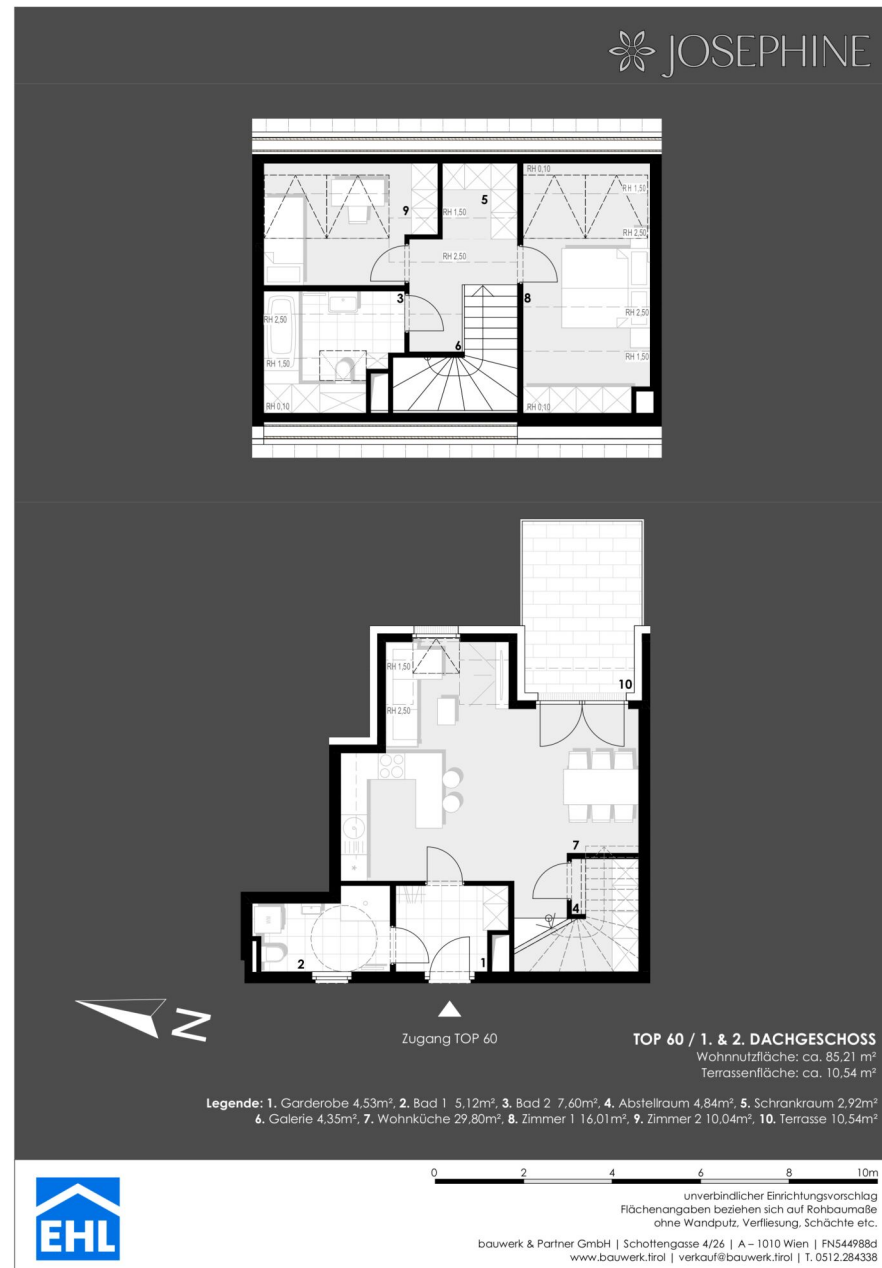 JOSEPHINE
RH 0,10
RH 1,50
9
5
RH 1,50
RH 2,50
RH 2,50
3
8
RH 2,50
RH 2,50
6
RH 1,50
RH 1,50
RH 0,10
RH 0,10
10
RH 1,50
RH 2,50
7
4
2
1
N
Zugang TOP 60
TOP 60 / 1. & 2. DACHGESCHOSS
Wohnnutzfläche: ca. 85,21 m²
Terrassenfläche: ca. 10,54 m²
Legende: 1. Garderobe 4,53m², 2. Bad 1 5,12m², 3. Bad 2 7,60m², 4. Abstellraum 4,84m², 5. Schrankraum 2,92m²
6. Galerie 4,35m², 7. Wohnküche 29,80m², 8. Zimmer 1 16,01m², 9. Zimmer 2 10,04m², 10. Terrasse 10,54m²
0 2 4 6 8 10m
unverbindlicher Einrichtungsvorschlag
Flächenangaben beziehen sich auf Rohbaumaße
ohne Wandputz, Verfliesung, Schächte etc.
EHL
bauwerk & Partner GmbH | Schottengasse 4/26 | A – 1010 Wien | FN544988d
www.bauwerk.tirol | verkauf@bauwerk.tirol | T. 0512.284338